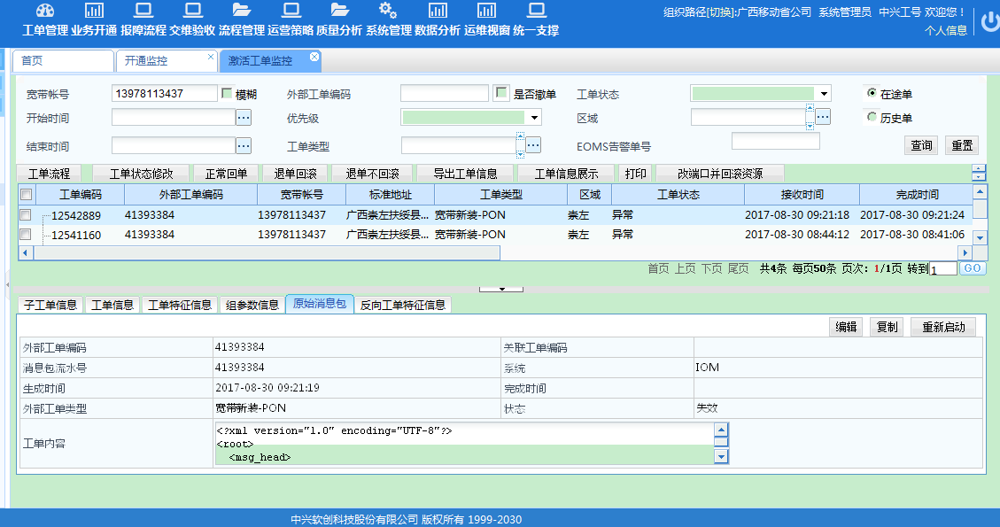 组织路径[切换]:广西移动省公司 系统管理员 中兴工号 欢迎您！
工单管理 业务开通 报障流程 交维验收 流程管理 运营策略 质量分析 系统管理 数据分析 运维视窗 统一支撑
个人信息
首页 开通监控 激活工单监控
宽带帐号 13978113437 模糊 外部工单编码 是否撤单 工单状态 在途单
开始时间 优先级 区域 历史单
结束时间 工单类型 EOMS告警单号 查询 重置
工单流程 工单状态修改 正常回单 退单回滚 退单不回滚 导出工单信息 工单信息展示 打印 改端口并回滚资源
工单编码 外部工单编码 宽带帐号 标准地址 工单类型 区域 工单状态 接收时间 完成时间
12542889 41393384 13978113437 广西崇左扶绥县... 宽带新装-PON 崇左 异常 2017-08-30 09:21:18 2017-08-30 09:21:24
12541160 41393384 13978113437 广西崇左扶绥县... 宽带新装-PON 崇左 异常 2017-08-30 08:44:12 2017-08-30 08:41:06
首页 上页 下页 尾页 共4条 每页50条 页次：1/1页 转到 1 GO
子工单信息 工单信息 工单特征信息 组参数信息 原始消息包 反向工单特征信息
编辑 复制 重新启动
外部工单编码 41393384 关联工单编码
消息包流水号 41393384 系统 IOM
生成时间 2017-08-30 09:21:19 完成时间
外部工单类型 宽带新装-PON 状态 失效
工单内容 <?xml version="1.0" encoding="UTF-8"?>
<root>
<msg_head>
中兴软创科技股份有限公司 版权所有 1999-2030